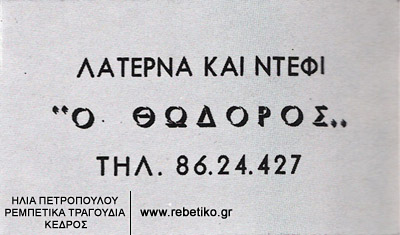 ΛΑΤΕΡΝΑ ΚΑΙ ΝΤΕΦΙ
"Ο ΘΩΔΟΡΟΣ„
ΤΗΛ. 86.24.427
ΗΛΙΑ ΠΕΤΡΟΠΟΥΛΟΥ
ΡΕΜΠΕΤΙΚΑ ΤΡΑΓΟΥΔΙΑ
ΚΕΔΡΟΣ
www.rebetiko.gr